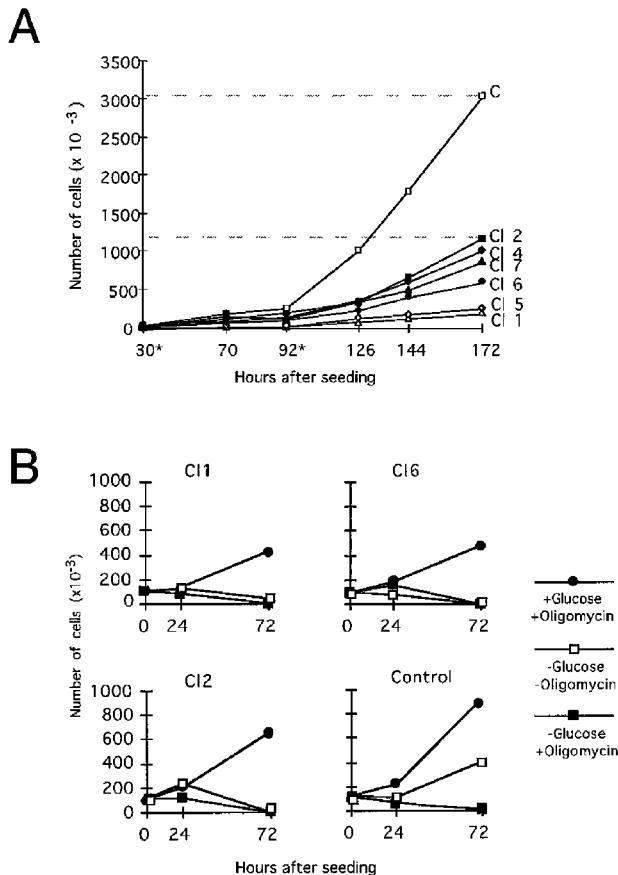 A
Number of cells (x 10 -3)
3500
3000
2500
2000
1500
1000
500
0
30*
70
92*
126
144
172
Hours after seeding
C
Cl 2
Cl 4
Cl 7
Cl 6
Cl 5
Cl 1
B
Number of cells (x10-3)
Cl1
1000
800
600
400
200
0
0 24 72
Cl6
0 24 72
Cl2
1000
800
600
400
200
0
0 24 72
Control
0 24 72
Hours after seeding
+Glucose
+Oligomycin
-Glucose
-Oligomycin
-Glucose
+Oligomycin